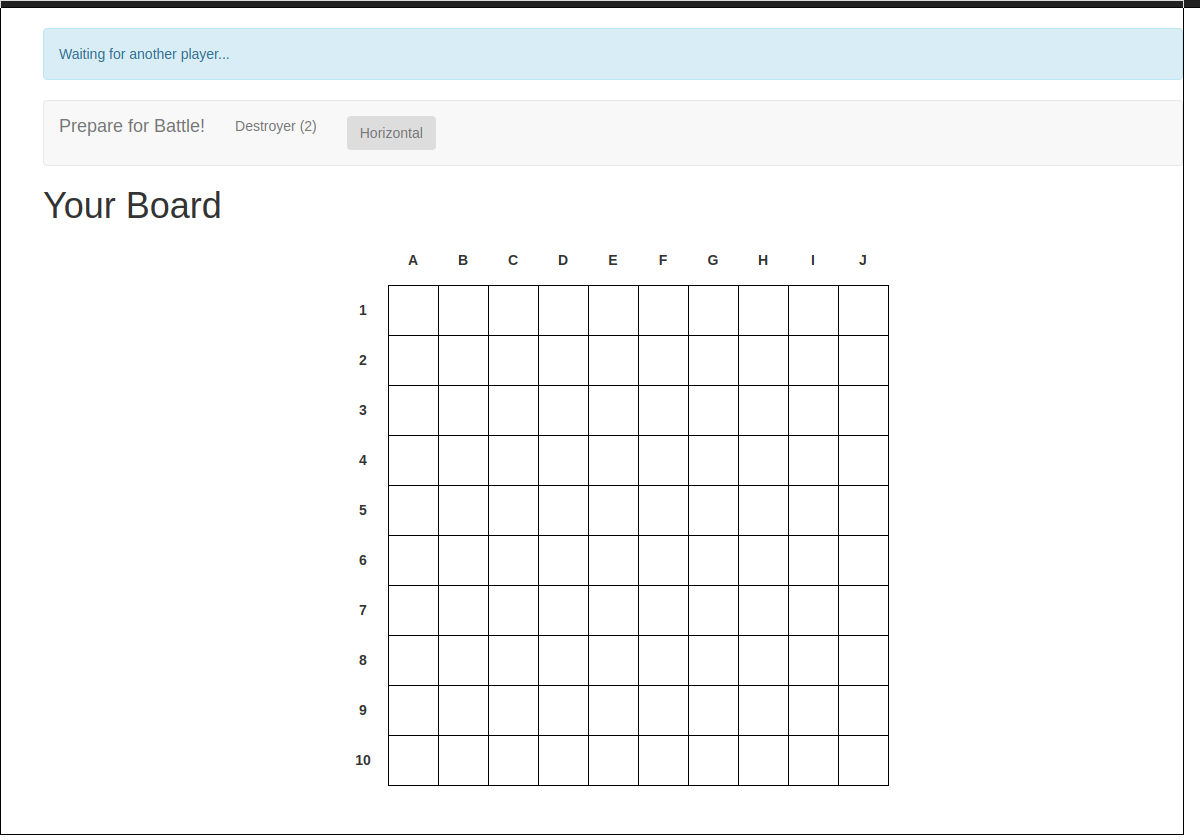 Waiting for another player...
Prepare for Battle! Destroyer (2) Horizontal
Your Board
A B C D E F G H I J
1
2
3
4
5
6
7
8
9
10